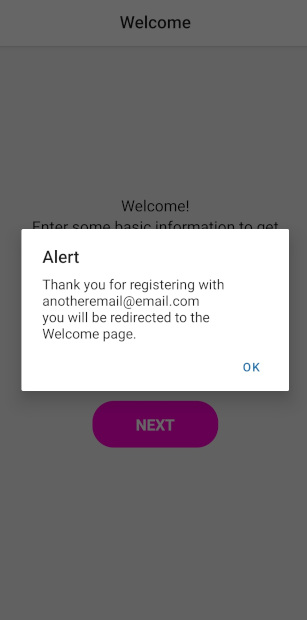 Welcome
Welcome!
Enter some basic information to get
Alert
Thank you for registering with
anotheremail@email.com
you will be redirected to the
Welcome page.
OK
NEXT